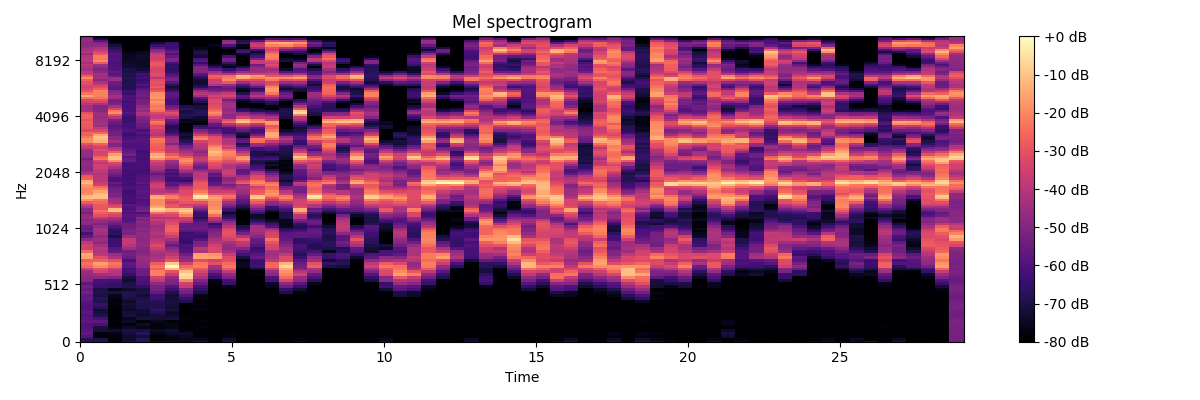 Mel spectrogram
8192
4096
2048
1024
512
0
Hz
0 5 10 15 20 25
Time
+0 dB
-10 dB
-20 dB
-30 dB
-40 dB
-50 dB
-60 dB
-70 dB
-80 dB